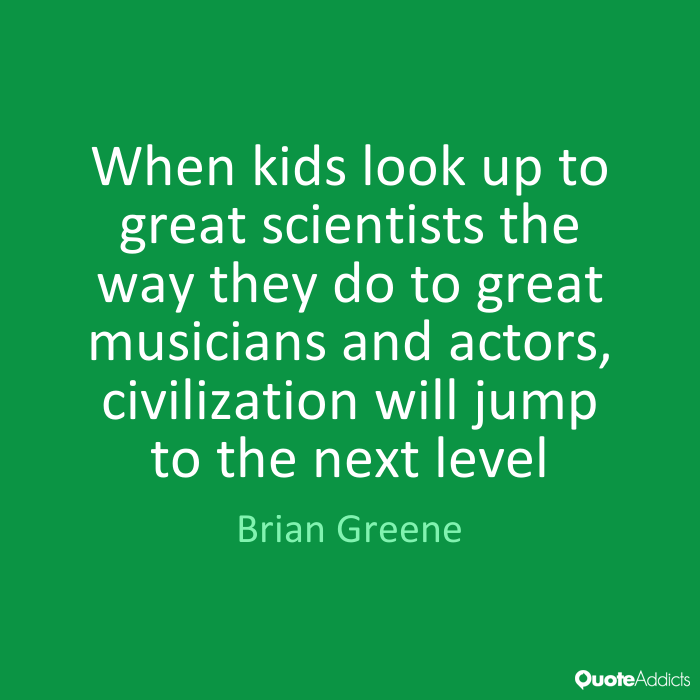 When kids look up to
great scientists the
way they do to great
musicians and actors,
civilization will jump
to the next level
Brian Greene
QuoteAddicts